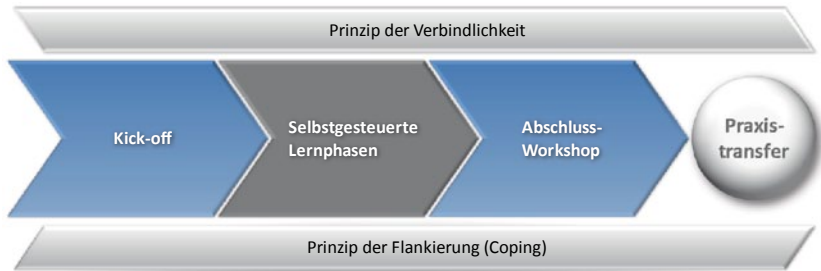 Prinzip der Verbindlichkeit
Kick-off
Selbstgesteuerte
Lernphasen
Abschluss-
Workshop
Praxis-
transfer
Prinzip der Flankierung (Coping)